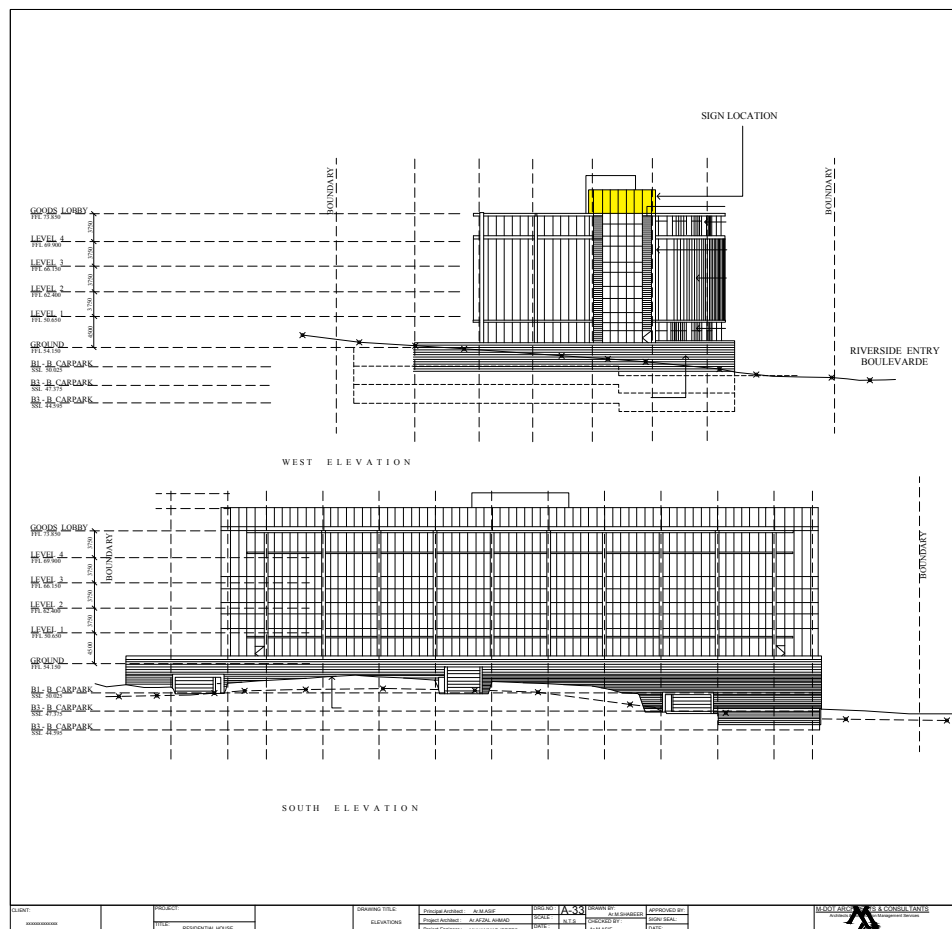 SIGN LOCATION
BOUNDARY
BOUNDARY
GOODS LOBBY
FFL 73.850
3750
LEVEL 4
FFL 69.900
3750
LEVEL 3
FFL 66.150
3750
LEVEL 2
FFL 62.400
3750
LEVEL 1
FFL 50.650
4500
GROUND
FFL 54.150
B1 - B CARPARK
SSL 50.025
B3 - B CARPARK
SSL 47.375
B3 - B CARPARK
SSL 44.595
RIVERSIDE ENTRY
BOULEVARDE
WEST ELEVATION
GOODS LOBBY
FFL 73.850
3750
BOUNDARY
BOUNDARY
LEVEL 4
FFL 69.900
3750
LEVEL 3
FFL 66.150
3750
LEVEL 2
FFL 62.400
3750
LEVEL 1
FFL 50.650
4500
GROUND
FFL 54.150
B1 - B CARPARK
SSL 50.025
B3 - B CARPARK
SSL 47.375
B3 - B CARPARK
SSL 44.595
SOUTH ELEVATION
CLIENT:
xxxxxxxxxxxx
PROJECT:
TITLE:
RESIDENTIAL HOUSE
DRAWING TITLE:
ELEVATIONS
Principal Architect : Ar.M.ASIF
Project Architect : Ar.AFZAL AHMAD
DRG.NO : A-33
SCALE : N.T.S
DATE :
DRAWN BY:
Ar.M.SHABEER
CHECKED BY :
Ar.M.ASIF
APPROVED BY:
SIGN/ SEAL:
DATE:
M-DOT ARCHITECTS & CONSULTANTS